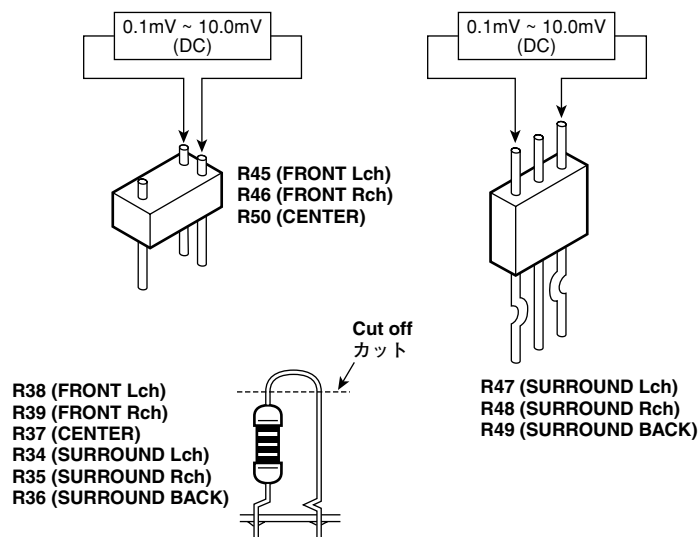 0.1mV ~ 10.0mV
(DC)
0.1mV ~ 10.0mV
(DC)
R45 (FRONT Lch)
R46 (FRONT Rch)
R50 (CENTER)
Cut off
カット
R47 (SURROUND Lch)
R48 (SURROUND Rch)
R49 (SURROUND BACK)
R38 (FRONT Lch)
R39 (FRONT Rch)
R37 (CENTER)
R34 (SURROUND Lch)
R35 (SURROUND Rch)
R36 (SURROUND BACK)